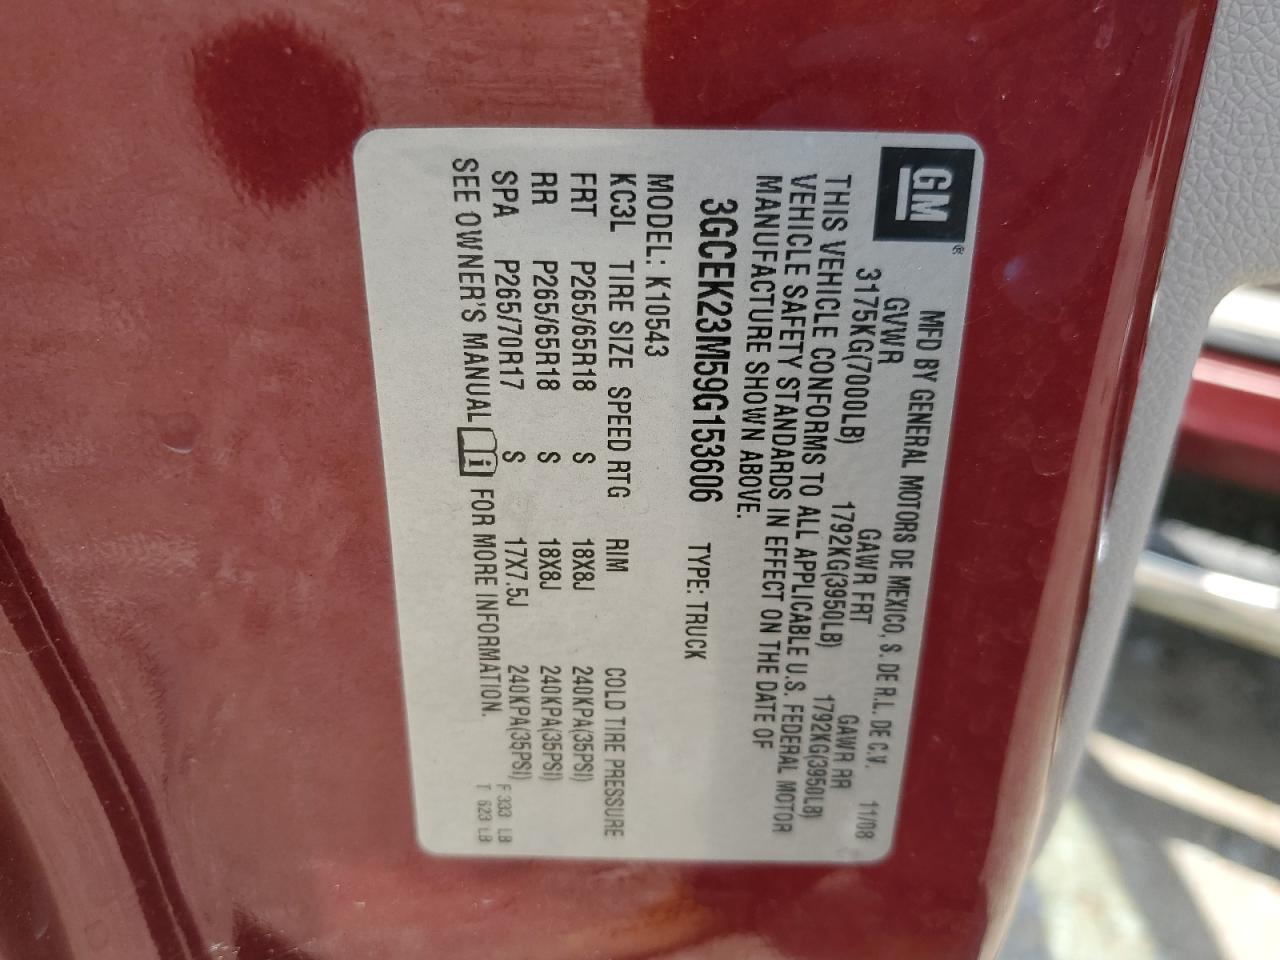 GM®
MFD BY GENERAL MOTORS DE MEXICO, S. DE R.L. DE C.V. 11/08
GVWR GAWR FRT GAWR RR
3175KG(7000LB) 1792KG(3950LB) 1792KG(3950LB)
THIS VEHICLE CONFORMS TO ALL APPLICABLE U.S. FEDERAL MOTOR
VEHICLE SAFETY STANDARDS IN EFFECT ON THE DATE OF
MANUFACTURE SHOWN ABOVE.
3GCEK23M59G153606 TYPE: TRUCK
MODEL: K10543
KC3L TIRE SIZE SPEED RTG RIM COLD TIRE PRESSURE
FRT P265/65R18 S 18X8J 240KPA(35PSI)
RR P265/65R18 S 18X8J 240KPA(35PSI)
SPA P265/70R17 S 17X7.5J 240KPA(35PSI)
SEE OWNER'S MANUAL i FOR MORE INFORMATION.
F 333 LB
T 623 LB